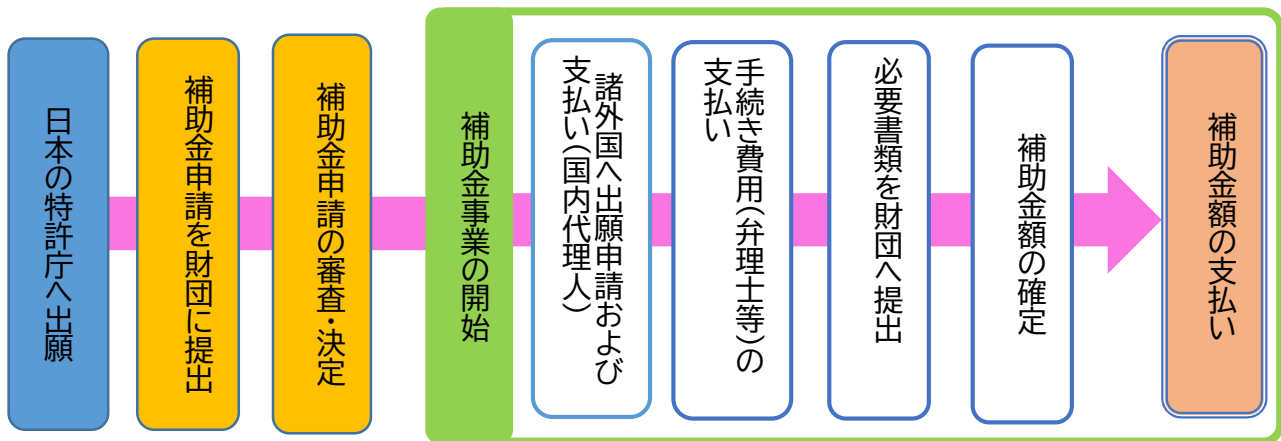 日本の特許庁へ出願
補助金申請を財団に提出
補助金申請の審査・決定
補助金事業の開始
諸外国へ出願申請および
支払い(国内代理人)
手続き費用(弁理士等)の
支払い
必要書類を財団へ提出
補助金額の確定
補助金額の支払い